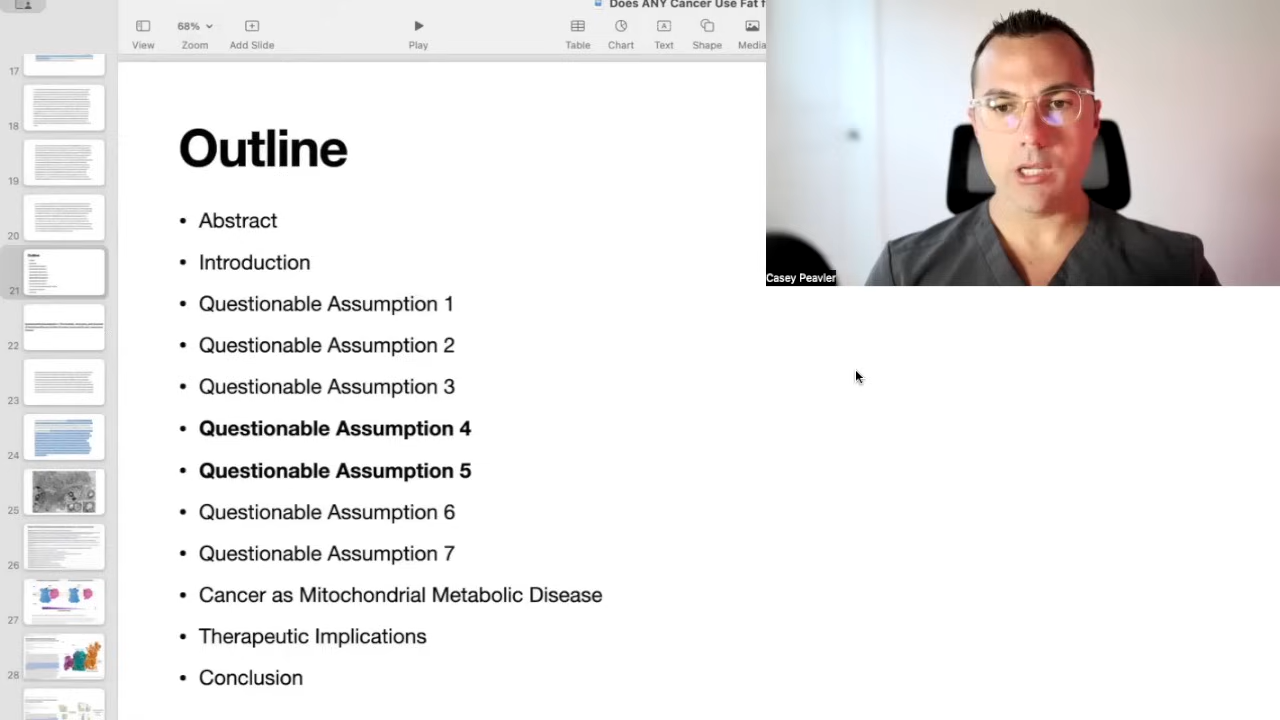 Does ANY Cancer Use Fat f
68%
View
Zoom
Add Slide
Play
Table
Chart
Text
Shape
Media
17
18
19
20
21
22
23
24
25
26
27
28
Outline
• Abstract
• Introduction
• Questionable Assumption 1
• Questionable Assumption 2
• Questionable Assumption 3
• Questionable Assumption 4
• Questionable Assumption 5
• Questionable Assumption 6
• Questionable Assumption 7
• Cancer as Mitochondrial Metabolic Disease
• Therapeutic Implications
• Conclusion
Casey Peavler